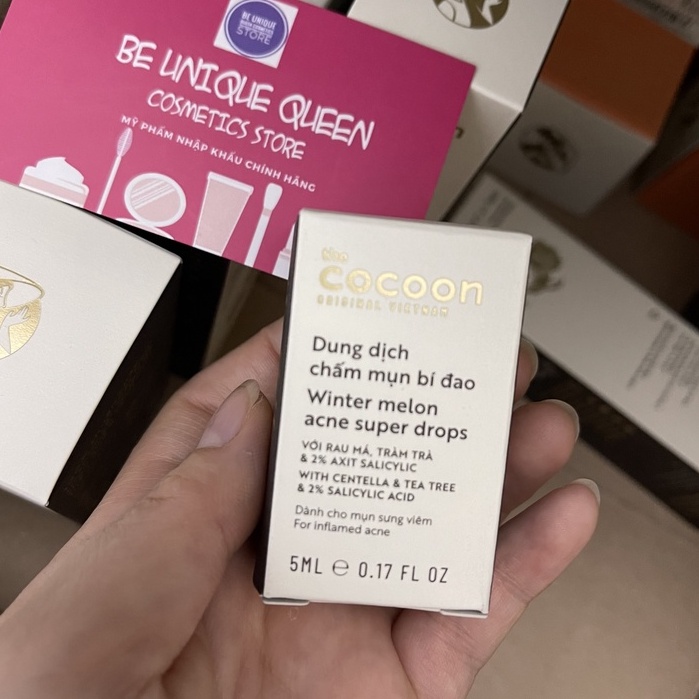 BE UNIQUE
STORE
BE UNIQUE QUEEN
COSMETICS STORE
MỸ PHẨM NHẬP KHẨU CHÍNH HÃNG
the
cocoon
ORIGINAL VIETNAM
Dung dịch
chấm mụn bí đao
Winter melon
acne super drops
VỚI RAU MÁ, TRÀM TRÀ
& 2% AXIT SALICYLIC
WITH CENTELLA & TEA TREE
& 2% SALICYLIC ACID
Dành cho mụn sưng viêm
For inflamed acne
5ML ℮ 0.17 FL OZ